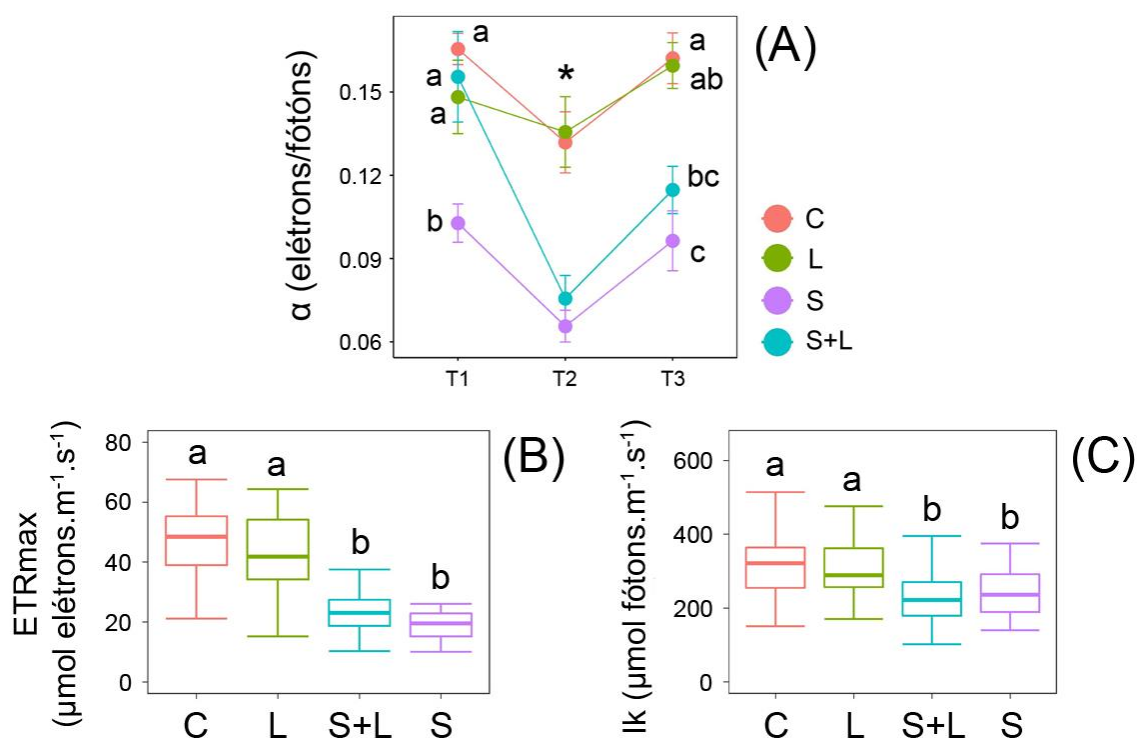 (A)
α (elétrons/fótóns)
0.15
0.12
0.09
0.06
a
a
a
b
*
a
ab
bc
c
T1
T2
T3
C
L
S
S+L
(B)
ETRmax
(µmol elétrons.m-1.s-1)
80
60
40
20
0
a
a
b
b
C
L
S+L
S
(C)
Ik (µmol fótons.m-1.s-1)
600
400
200
0
a
a
b
b
C
L
S+L
S